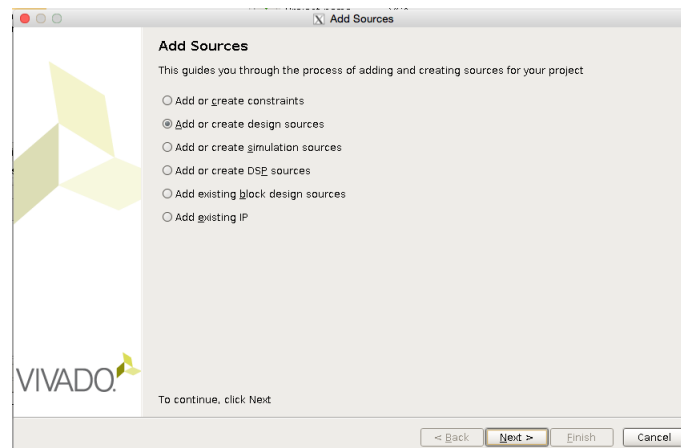 Add Sources
Add Sources
This guides you through the process of adding and creating sources for your project
Add or create constraints
Add or create design sources
Add or create simulation sources
Add or create DSP sources
Add existing block design sources
Add existing IP
VIVADO.
To continue, click Next
< Back Next > Finish Cancel